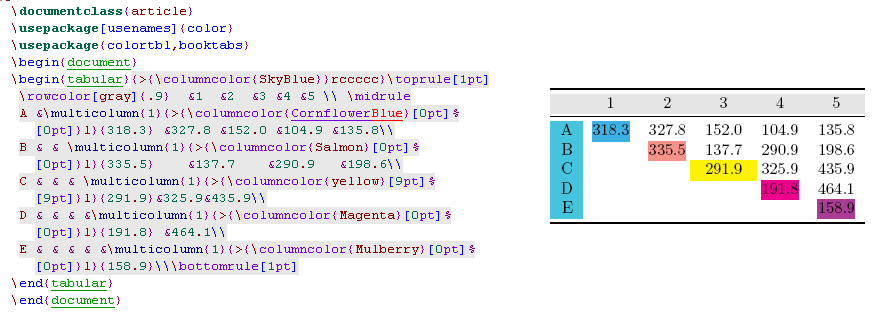 \documentclass{article}
\usepackage[usenames]{color}
\usepackage{colortbl,booktabs}
\begin{document}
\begin{tabular}{>{\columncolor{SkyBlue}}rccccc}\toprule[1pt]
\rowcolor[gray]{.9} &1 &2 &3 &4 &5 \\ \midrule
A &\multicolumn{1}{>{\columncolor{CornflowerBlue}[0pt]%
[0pt]}l}{318.3} &327.8 &152.0 &104.9 &135.8\\
B & & \multicolumn{1}{>{\columncolor{Salmon}[0pt]%
[0pt]}l}{335.5} &137.7 &290.9 &198.6\\
C & & & \multicolumn{1}{>{\columncolor{yellow}[9pt]%
[9pt]}l}{291.9}&325.9&435.9\\
D & & & &\multicolumn{1}{>{\columncolor{Magenta}[0pt]%
[0pt]}l}{191.8} &464.1\\
E & & & & &\multicolumn{1}{>{\columncolor{Mulberry}[0pt]%
[0pt]}l}{158.9}\\\bottomrule[1pt]
\end{tabular}
\end{document}
1 2 3 4 5
A 318.3 327.8 152.0 104.9 135.8
B 335.5 137.7 290.9 198.6
C 291.9 325.9 435.9
D 191.8 464.1
E 158.9